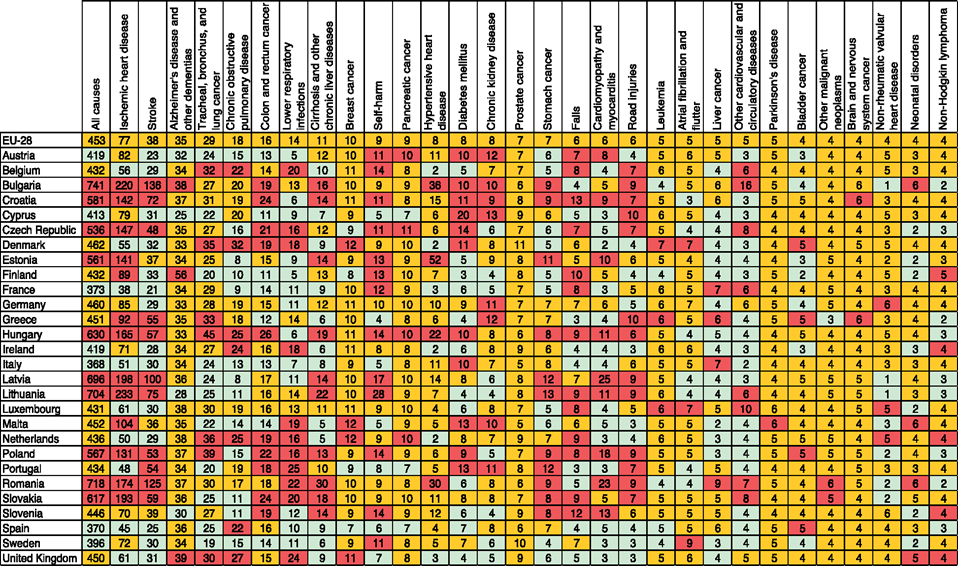 All causes
Ischemic heart disease
Stroke
Alzheimer's disease and
other dementias
Tracheal, bronchus, and
lung cancer
Chronic obstructive
pulmonary disease
Colon and rectum cancer
Lower respiratory
infections
Cirrhosis and other
chronic liver diseases
Breast cancer
Self-harm
Pancreatic cancer
Hypertensive heart
disease
Diabetes mellitus
Chronic kidney disease
Prostate cancer
Stomach cancer
Falls
Cardiomyopathy and
myocarditis
Road injuries
Leukemia
Atrial fibrillation and
flutter
Liver cancer
Other cardiovascular and
circulatory diseases
Parkinson's disease
Bladder cancer
Other malignant
neoplasms
Brain and nervous
system cancer
Non-rheumatic valvular
heart disease
Neonatal disorders
Non-Hodgkin lymphoma
EU-28 453 77 38 35 29 18 16 14 11 10 9 9 8 8 8 7 7 6 6 6 5 5 5 5 5 4 4 4 4 4 4
Austria 419 82 23 32 25 24 13 5 12 10 11 10 11 10 12 7 6 7 8 4 5 6 5 3 5 3 4 4 5 4 4
Belgium 432 56 29 34 32 22 14 20 10 11 14 8 2 5 7 7 5 8 4 7 5 6 4 6 5 4 4 4 5 4 4
Bulgaria 741 220 136 38 27 20 19 13 16 10 8 9 36 10 10 5 9 4 5 9 4 5 6 16 4 4 5 6 1 6 2
Croatia 581 142 72 37 31 19 24 6 14 11 11 9 15 11 9 8 9 13 9 7 5 3 6 3 4 5 4 6 3 4 4
Cyprus 413 79 31 25 22 20 11 9 7 9 5 7 6 20 13 9 6 5 3 10 5 5 4 4 4 4 4 4 3 3 4
Czech Republic 536 147 48 35 27 16 21 16 12 9 11 11 6 14 6 7 6 7 5 7 5 5 4 8 4 4 4 4 5 2 3
Denmark 462 55 32 33 35 32 19 18 9 12 9 10 2 11 5 11 5 6 2 4 7 7 3 4 5 5 4 4 5 3 4
Estonia 561 141 37 34 25 8 15 9 14 9 13 9 52 6 4 8 11 5 10 6 5 4 3 4 4 4 5 4 2 2 3
Finland 432 89 33 56 20 10 11 5 13 8 13 10 7 3 4 8 5 10 5 4 4 5 4 3 5 2 4 4 3 2 5
France 373 38 21 34 29 9 14 11 9 10 12 9 3 6 5 7 4 8 3 5 5 5 7 6 5 4 4 4 4 3 4
Germany 460 85 29 33 28 19 15 11 12 10 10 10 10 9 11 7 7 7 6 5 6 7 4 6 5 4 4 4 6 4 4
Greece 451 92 55 35 33 18 12 14 6 10 4 8 10 6 12 7 7 3 4 10 6 5 6 3 4 5 3 6 3 4 2
Hungary 630 165 57 33 45 25 26 6 19 11 14 10 22 10 8 7 8 9 11 6 5 4 5 4 4 5 4 5 4 5 3
Ireland 419 71 28 34 27 24 16 18 6 11 8 8 2 6 8 9 6 4 4 3 6 6 4 3 4 3 4 5 3 3 4
Italy 368 51 30 34 24 13 13 7 8 9 5 8 11 10 7 5 8 4 4 5 5 5 7 2 4 4 4 4 4 3 4
Latvia 696 198 100 36 24 8 17 11 14 10 17 10 14 8 6 8 12 7 25 9 5 4 4 3 4 5 5 5 1 4 3
Lithuania 704 233 75 28 25 11 16 14 22 10 28 9 7 4 4 9 13 9 11 9 6 4 4 6 4 5 5 5 1 3 3
Luxembourg 431 61 30 38 30 19 16 13 11 11 9 10 4 6 8 7 5 8 4 5 6 7 5 10 4 4 4 4 5 2 4
Malta 452 104 36 35 22 14 14 19 5 12 5 9 2 13 10 5 4 4 6 3 5 4 2 4 6 4 4 4 2 6 4
Netherlands 436 50 29 38 36 25 19 16 5 12 9 10 2 8 7 9 7 9 3 4 5 5 3 3 5 5 4 4 5 4 4
Poland 567 131 53 37 39 15 22 16 13 9 14 9 6 9 5 8 9 8 18 9 5 4 4 5 4 5 5 5 2 4 3
Portugal 434 48 54 34 20 19 18 25 10 8 8 7 5 13 11 9 12 3 3 7 5 4 5 4 4 4 5 4 4 2 4
Romania 718 174 125 37 30 17 18 22 30 10 8 9 30 6 8 6 9 6 23 9 4 4 9 7 4 5 6 5 2 6 2
Slovakia 617 193 59 36 25 11 24 20 18 9 10 10 11 8 6 7 8 9 5 7 5 5 5 8 4 4 6 4 2 5 3
Slovenia 446 70 39 30 27 11 19 12 14 9 14 10 9 6 4 9 8 12 13 6 5 5 5 4 3 4 5 4 6 2 4
Spain 370 45 25 36 25 22 16 10 9 7 6 7 6 4 8 6 7 4 4 5 5 5 5 4 4 5 4 4 4 3 3
Sweden 396 72 30 34 19 15 14 12 5 8 11 8 3 7 6 10 4 7 3 3 4 9 4 4 4 3 4 4 4 2 4
United Kingdom 450 61 31 39 30 27 15 24 9 11 7 8 3 4 5 9 5 4 3 3 5 6 4 5 5 4 4 4 4 5 5